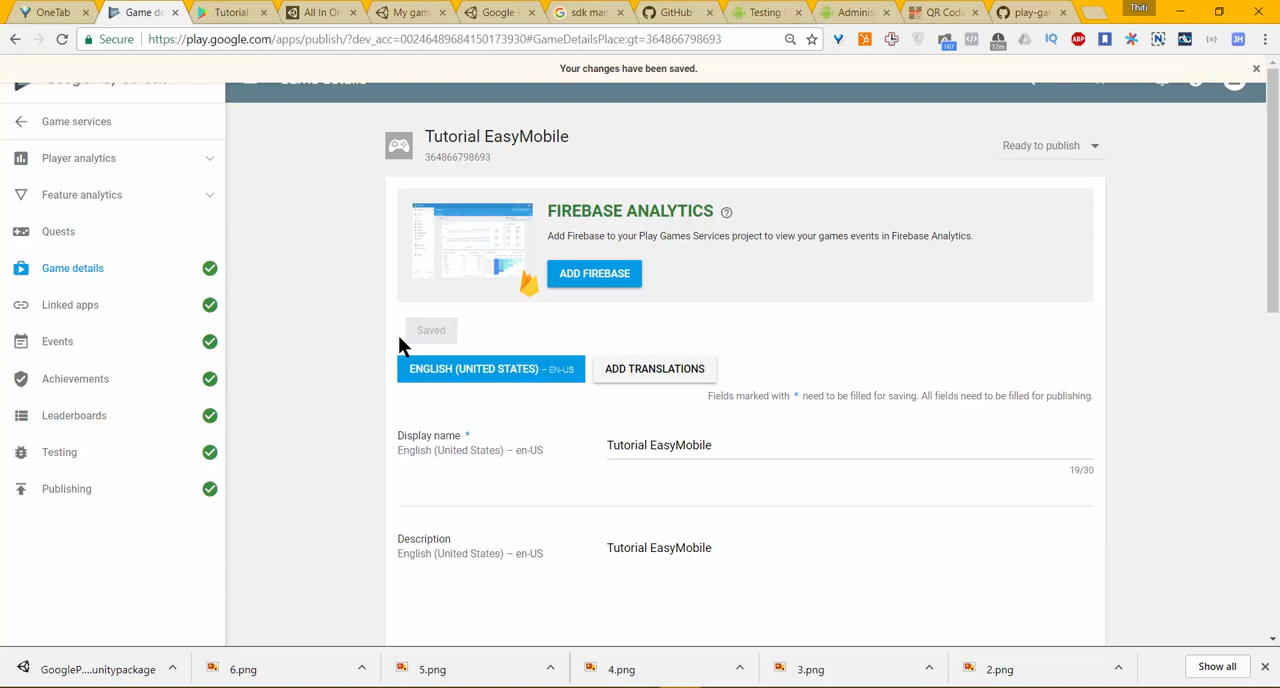 Thiti
OneTab
Game de
Tutorial
All In On
My gam
Google
sdk man
GitHub -
Testing
Adminis
QR Cod
play-gam
Secure
https://play.google.com/apps/publish/?dev_acc=00246489684150173930#GameDetailsPlace:gt=364866798693
167
72m
IQ
ABP
JH
Your changes have been saved.
Game services
Player analytics
Feature analytics
Quests
Game details
Linked apps
Events
Achievements
Leaderboards
Testing
Publishing
Tutorial EasyMobile
364866798693
Ready to publish
FIREBASE ANALYTICS
Add Firebase to your Play Games Services project to view your games events in Firebase Analytics.
ADD FIREBASE
Saved
ENGLISH (UNITED STATES) – EN-US
ADD TRANSLATIONS
Fields marked with * need to be filled for saving. All fields need to be filled for publishing.
Display name *
English (United States) – en-US
Tutorial EasyMobile
19/30
Description
English (United States) – en-US
Tutorial EasyMobile
GoogleP....unitypackage
6.png
5.png
4.png
3.png
2.png
Show all